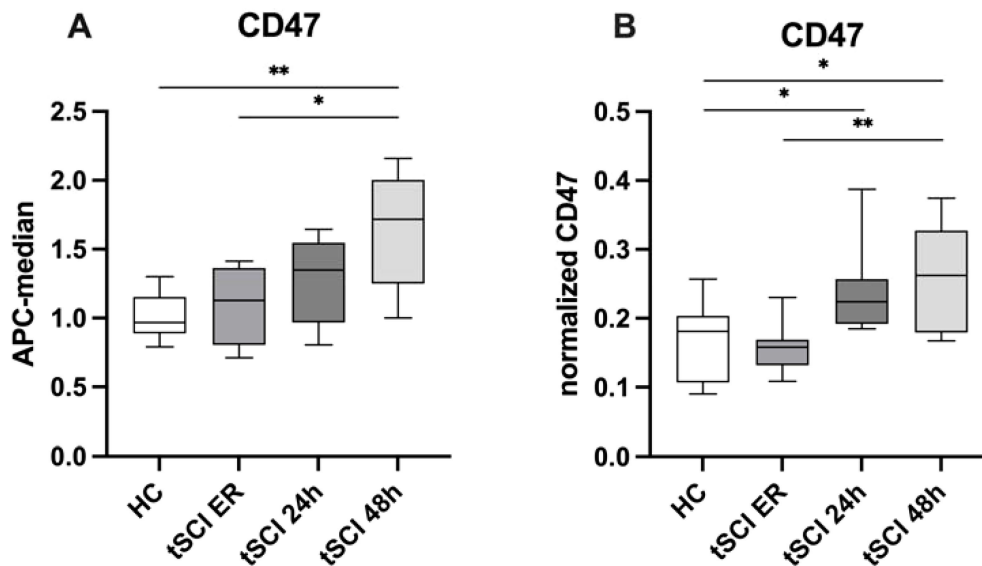 A
CD47
**
*
APC-median
2.5
2.0
1.5
1.0
0.5
0.0
HC
tSCI ER
tSCI 24h
tSCI 48h
B
CD47
*
*
**
normalized CD47
0.5
0.4
0.3
0.2
0.1
0.0
HC
tSCI ER
tSCI 24h
tSCI 48h